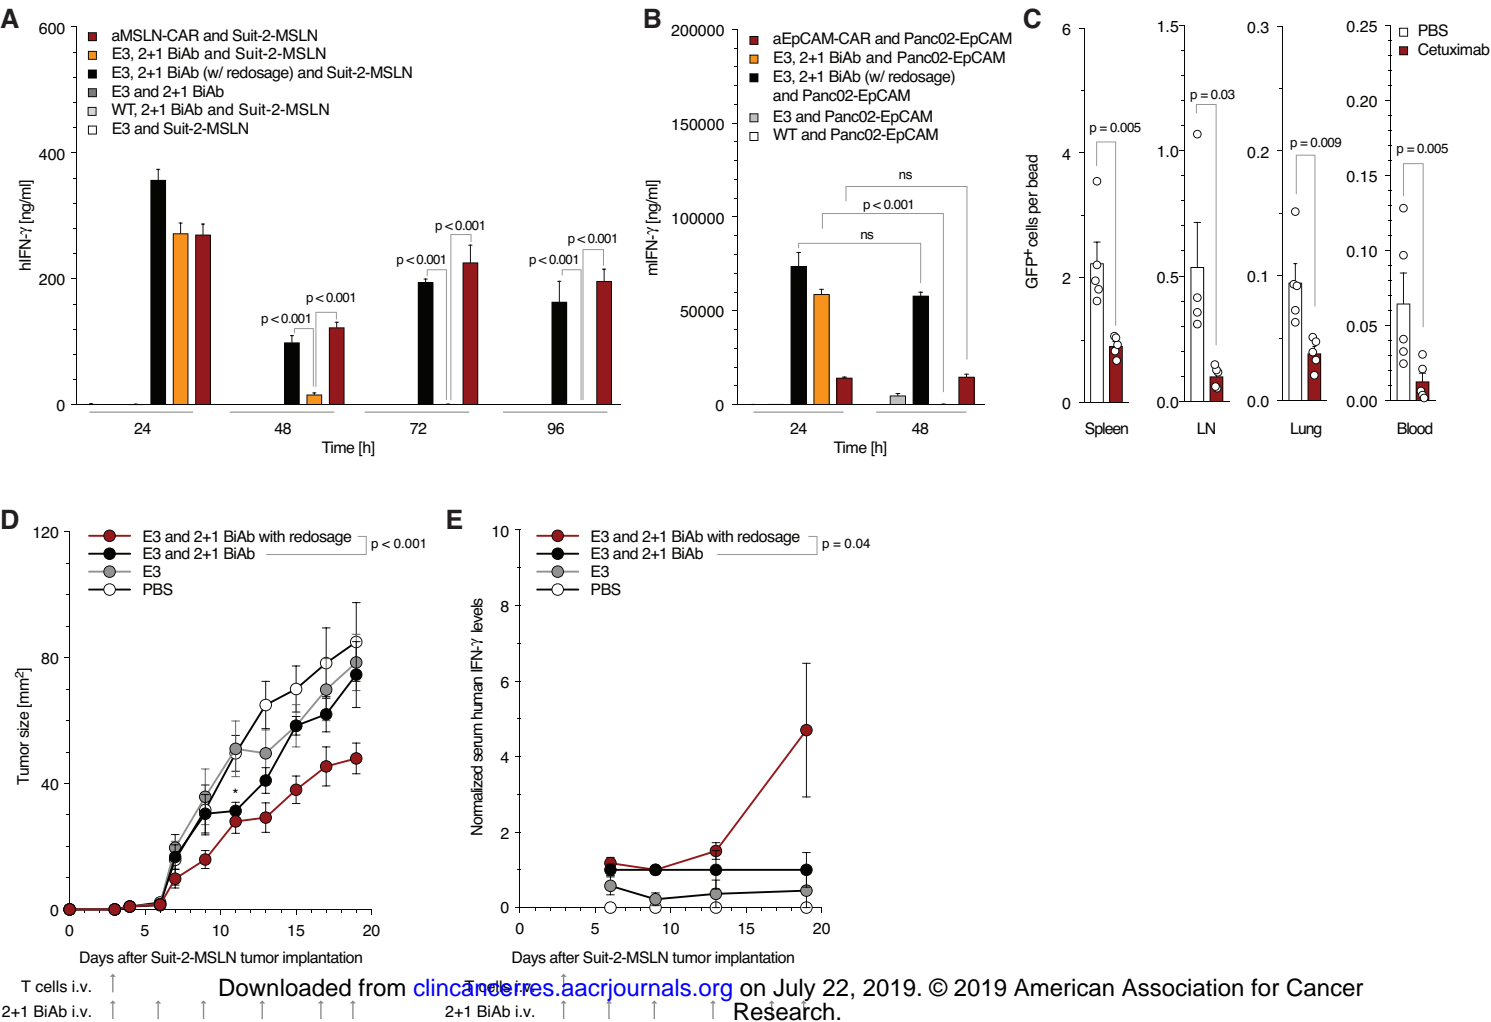 A
600
400
200
0
hIFN-γ [ng/ml]
aMSLN-CAR and Suit-2-MSLN
E3, 2+1 BiAb and Suit-2-MSLN
E3, 2+1 BiAb (w/ redosage) and Suit-2-MSLN
E3 and 2+1 BiAb
WT, 2+1 BiAb and Suit-2-MSLN
E3 and Suit-2-MSLN
p < 0.001
p < 0.001
p < 0.001
p < 0.001
p < 0.001
p < 0.001
24 48 72 96
Time [h]
B
200000
150000
100000
50000
0
mIFN-γ [ng/ml]
aEpCAM-CAR and Panc02-EpCAM
E3, 2+1 BiAb and Panc02-EpCAM
E3, 2+1 BiAb (w/ redosage)
and Panc02-EpCAM
E3 and Panc02-EpCAM
WT and Panc02-EpCAM
ns
p < 0.001
ns
24 48
Time [h]
C
GFP+ cells per bead
6
4
2
0
p = 0.005
Spleen
1.5
1.0
0.5
0.0
p = 0.03
LN
0.3
0.2
0.1
0.0
p = 0.009
Lung
0.25
0.20
0.15
0.10
0.05
0.00
p = 0.005
Blood
PBS
Cetuximab
D
120
80
40
0
Tumor size [mm²]
E3 and 2+1 BiAb with redosage
E3 and 2+1 BiAb
E3
PBS
p < 0.001
*
0 5 10 15 20
Days after Suit-2-MSLN tumor implantation
T cells i.v.
2+1 BiAb i.v.
E
10
8
6
4
2
0
Normalized serum human IFN-γ levels
E3 and 2+1 BiAb with redosage
E3 and 2+1 BiAb
E3
PBS
p = 0.04
0 5 10 15 20
Days after Suit-2-MSLN tumor implantation
T cells i.v.
2+1 BiAb i.v.
Downloaded from clincancerres.aacrjournals.org on July 22, 2019. © 2019 American Association for Cancer
Research.